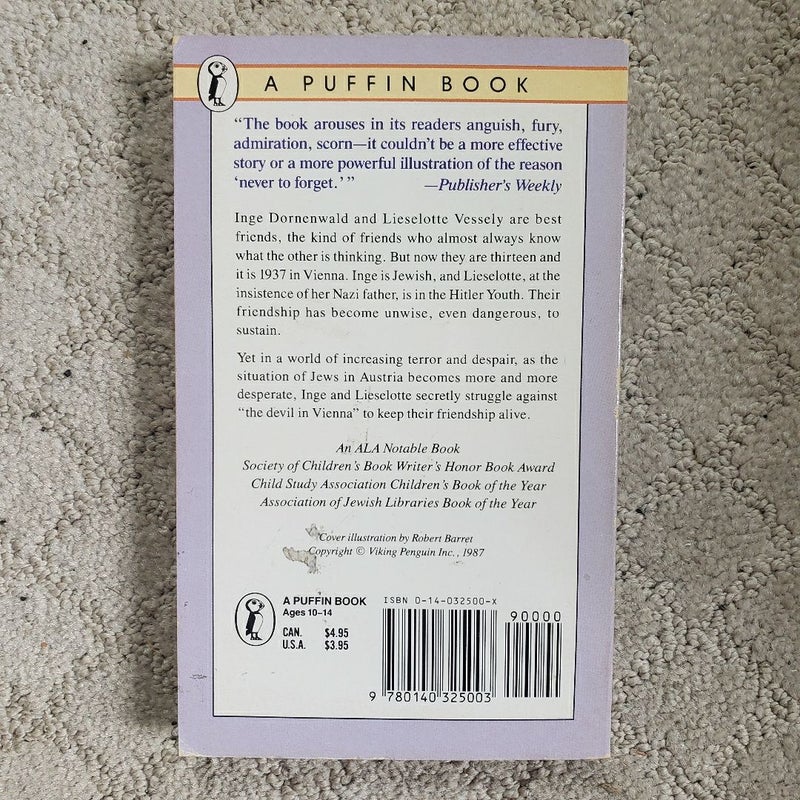 A PUFFIN BOOK
“The book arouses in its readers anguish, fury,
admiration, scorn—it couldn’t be a more effective
story or a more powerful illustration of the reason
‘never to forget.’”
—Publisher’s Weekly
Inge Dornenwald and Lieselotte Vessely are best
friends, the kind of friends who almost always know
what the other is thinking. But now they are thirteen and
it is 1937 in Vienna. Inge is Jewish, and Lieselotte, at the
insistence of her Nazi father, is in the Hitler Youth. Their
friendship has become unwise, even dangerous, to
sustain.
Yet in a world of increasing terror and despair, as the
situation of Jews in Austria becomes more and more
desperate, Inge and Lieselotte secretly struggle against
“the devil in Vienna” to keep their friendship alive.
An ALA Notable Book
Society of Children’s Book Writer’s Honor Book Award
Child Study Association Children’s Book of the Year
Association of Jewish Libraries Book of the Year
Cover illustration by Robert Barret
Copyright © Viking Penguin Inc., 1987
A PUFFIN BOOK
Ages 10–14
CAN. $4.95
U.S.A. $3.95
ISBN 0-14-032500-X
90000
9 780140 325003